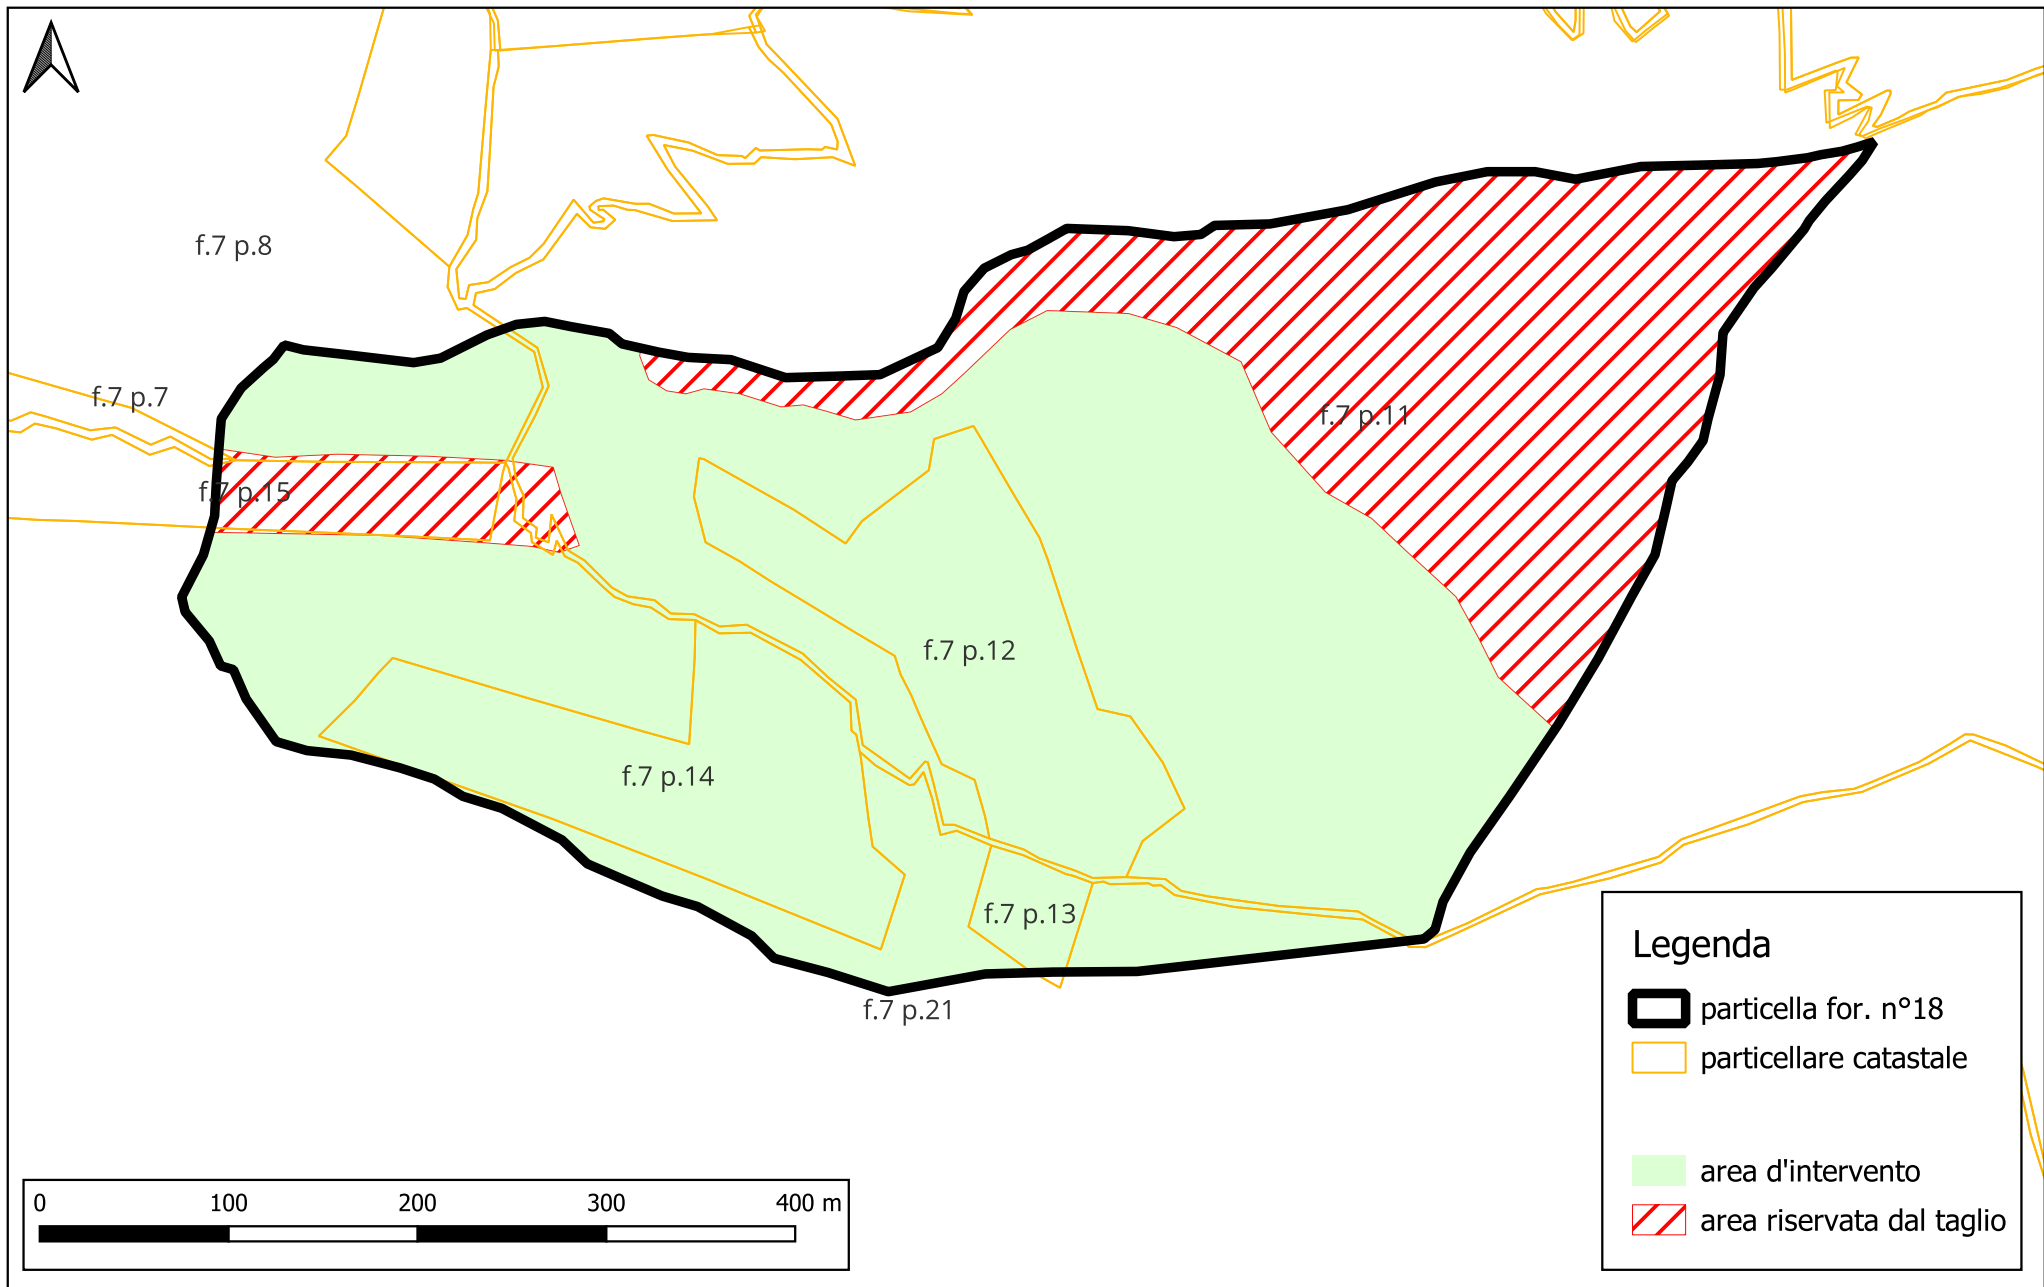 f.7 p.8
f.7 p.7
f.7 p.11
f.7 p.15
f.7 p.12
f.7 p.14
f.7 p.13
f.7 p.21
Legenda
particella for. n°18
particellare catastale
area d'intervento
area riservata dal taglio
0 100 200 300 400 m